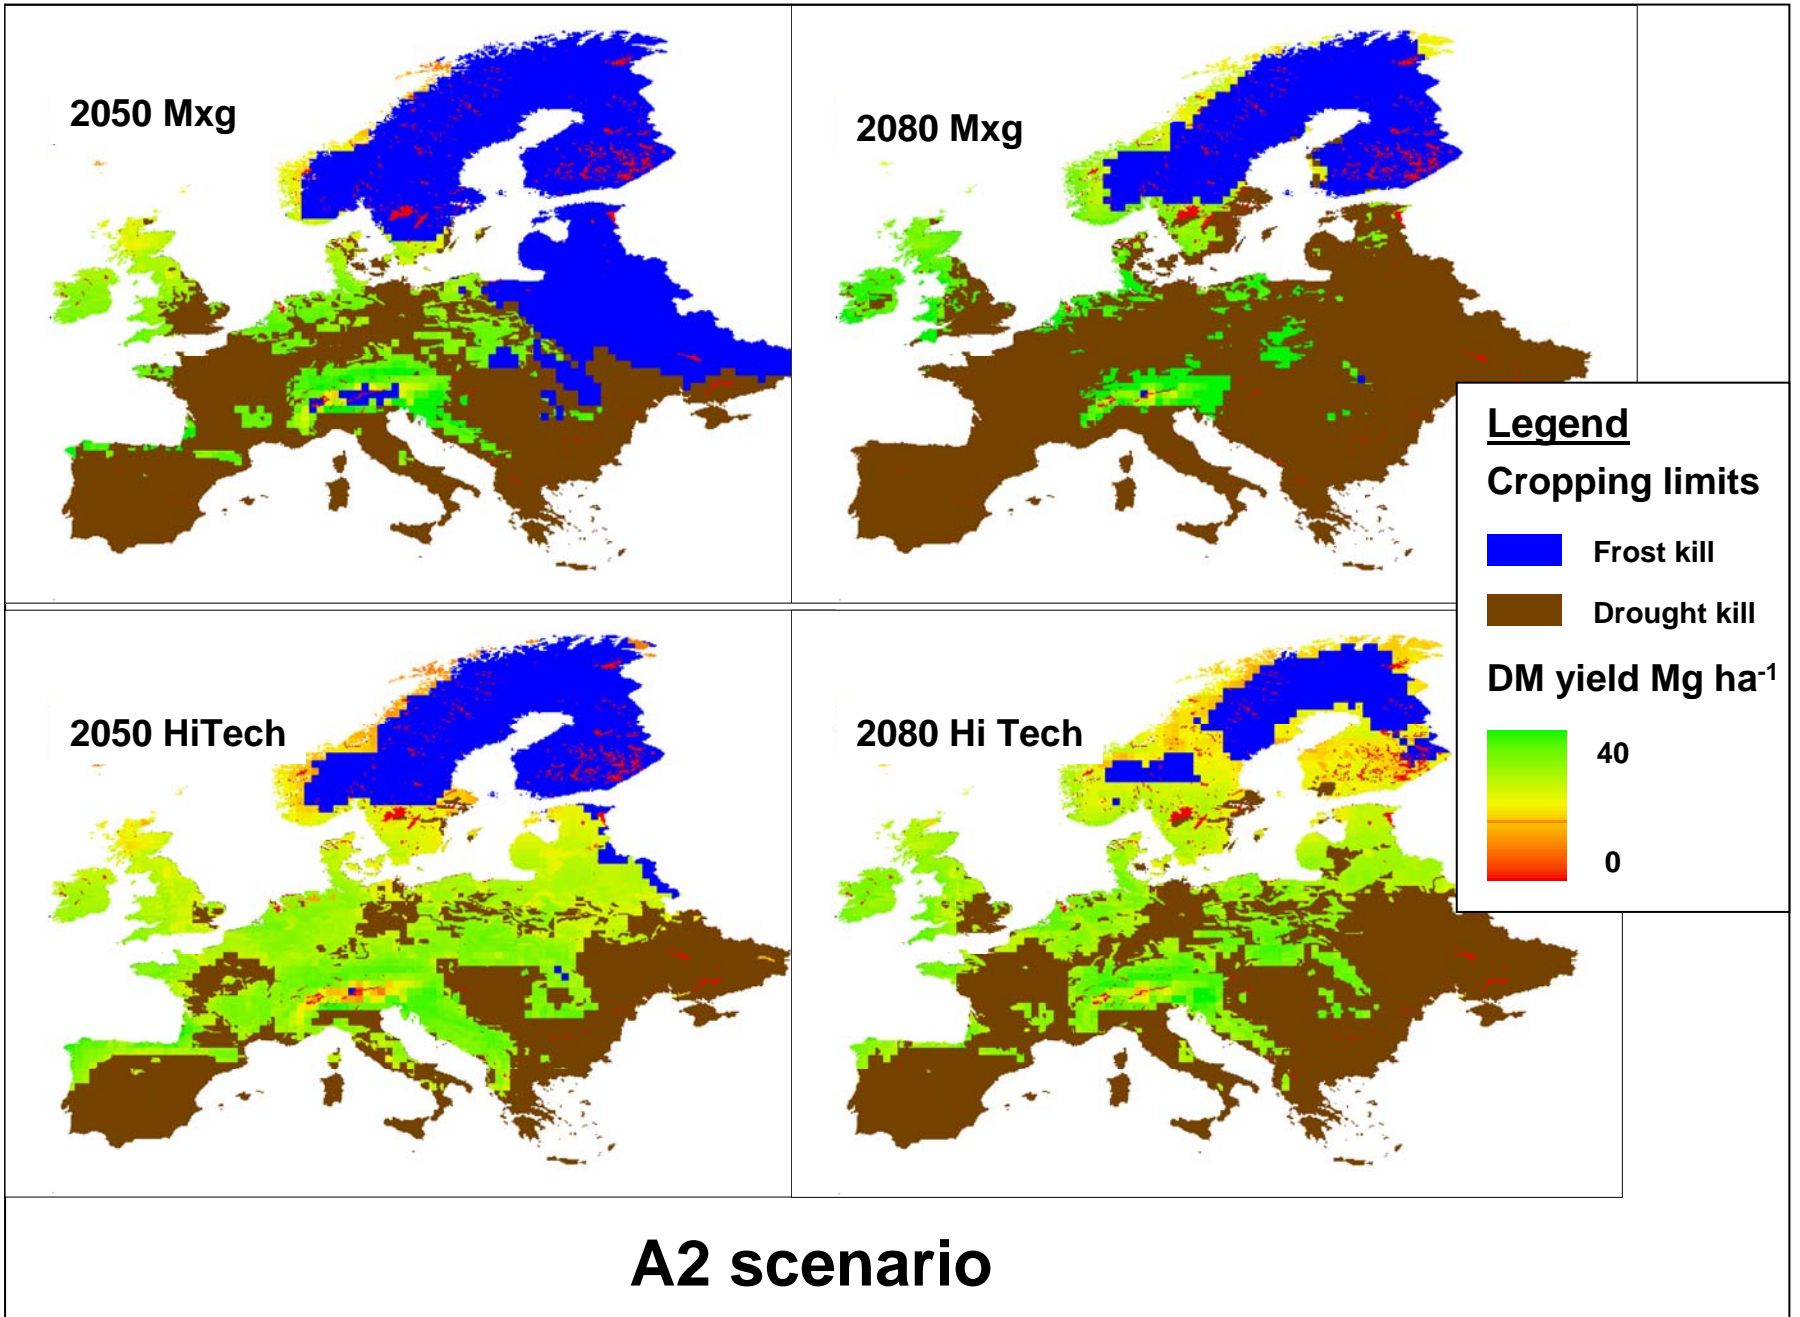 2050 Mxg
2080 Mxg
Legend
Cropping limits
Frost kill
Drought kill
DM yield Mg ha⁻¹
40
0
2050 HiTech
2080 Hi Tech
A2 scenario